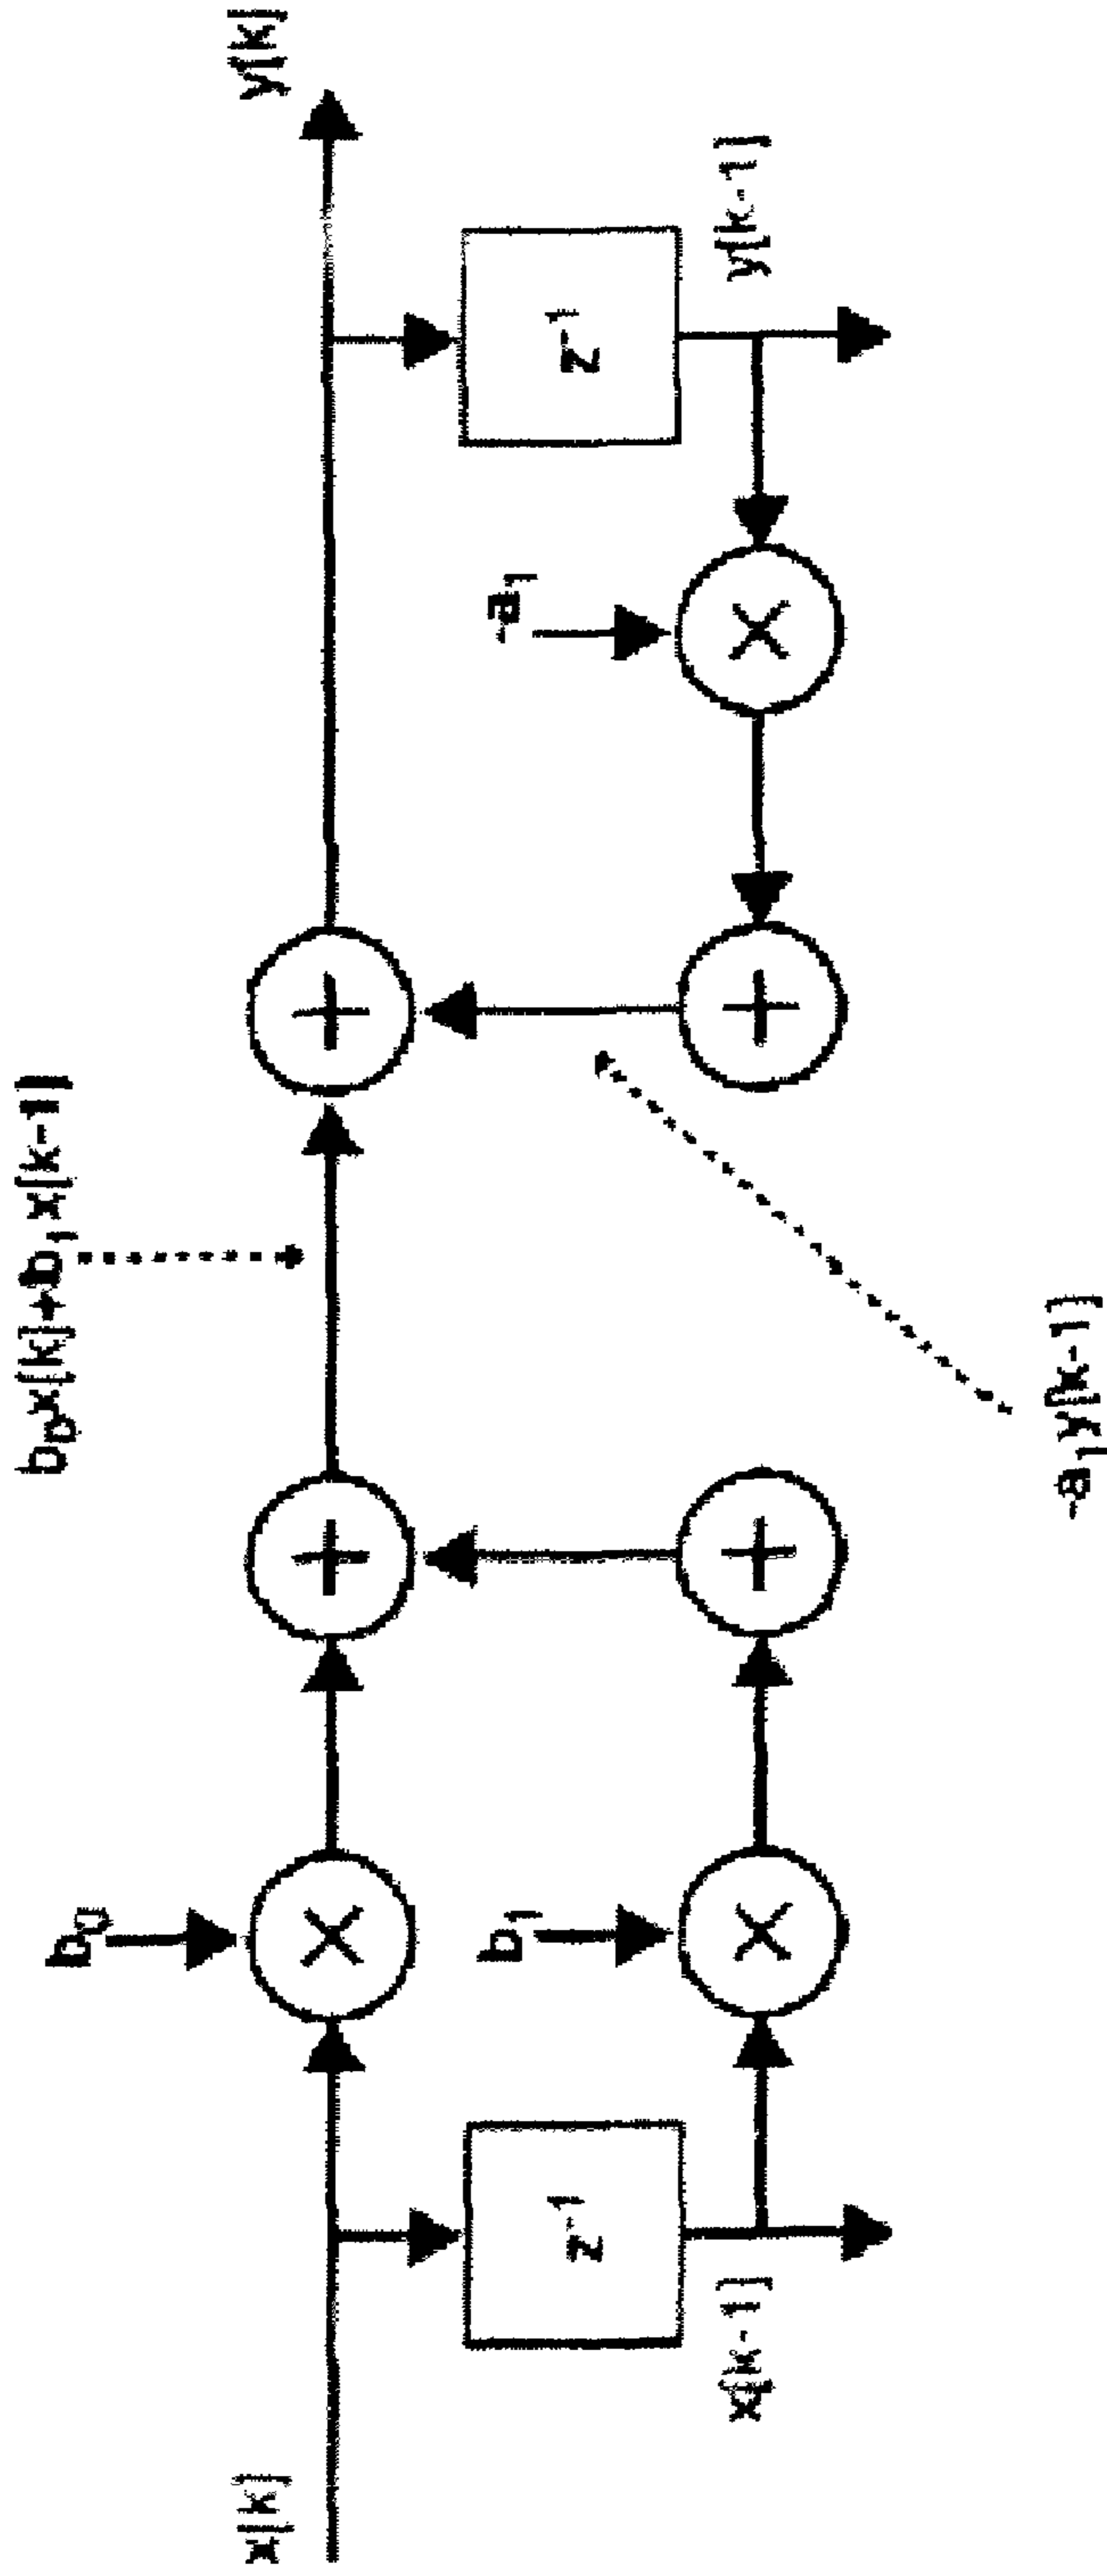 b₀x[k]+b₁x[k-1]
x[k]
b₀
y[k]
z⁻¹
b₁
-a₁
z⁻¹
x[k-1]
y[k-1]
-a₁y[k-1]